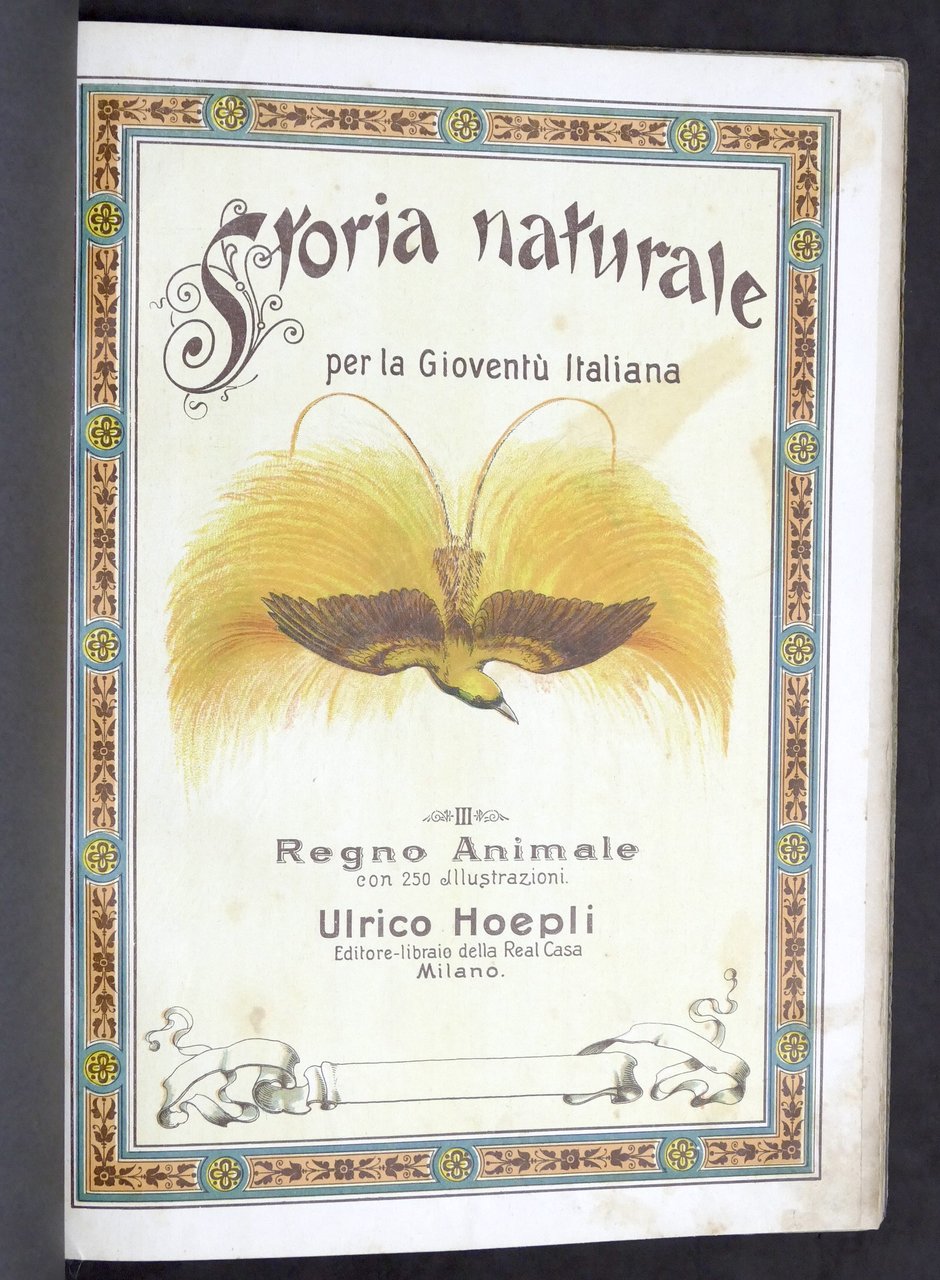 Storia naturale
per la Gioventù Italiana
III
Regno Animale
con 250 Illustrazioni.
Ulrico Hoepli
Editore-libraio della Real Casa
Milano.